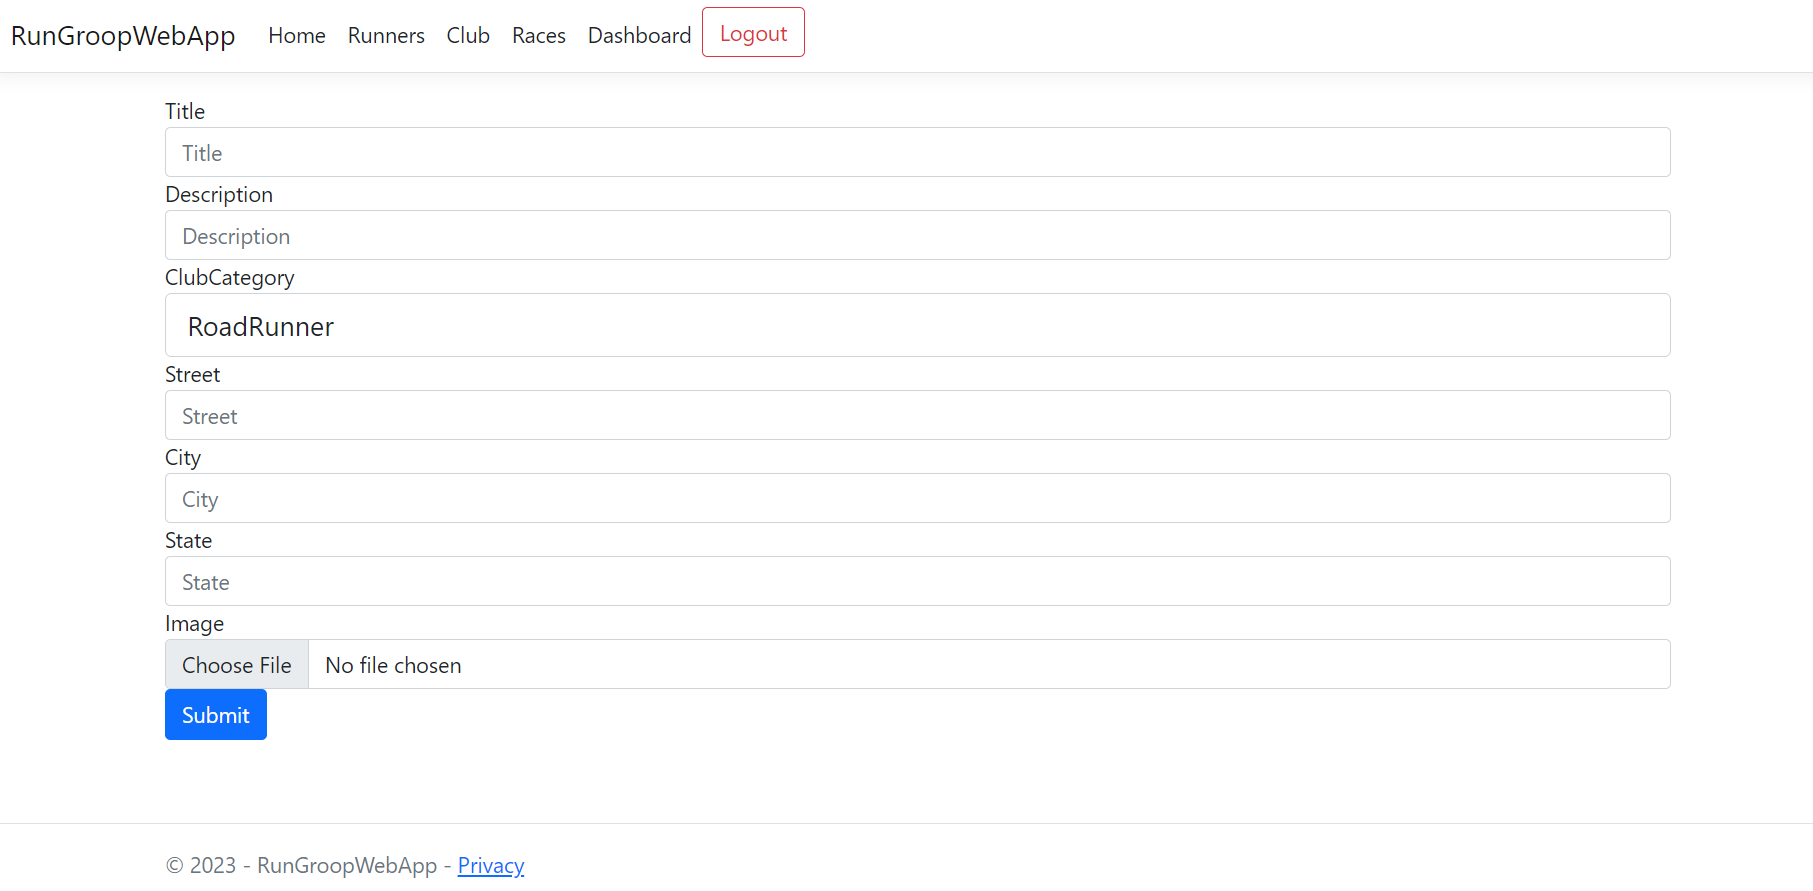 RunGroopWebApp Home Runners Club Races Dashboard Logout
Title
Title
Description
Description
ClubCategory
RoadRunner
Street
Street
City
City
State
State
Image
Choose File No file chosen
Submit
© 2023 - RunGroopWebApp - Privacy